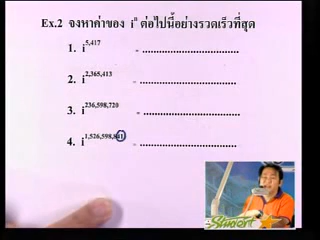 Ex.2 จงหาค่าของ iⁿ ต่อไปนี้อย่างรวดเร็วที่สุด
1. i^5,417 = ................................
2. i^2,365,413 = ................................
3. i^236,598,720 = ................................
4. i^1,526,598,841 = ................................
Student